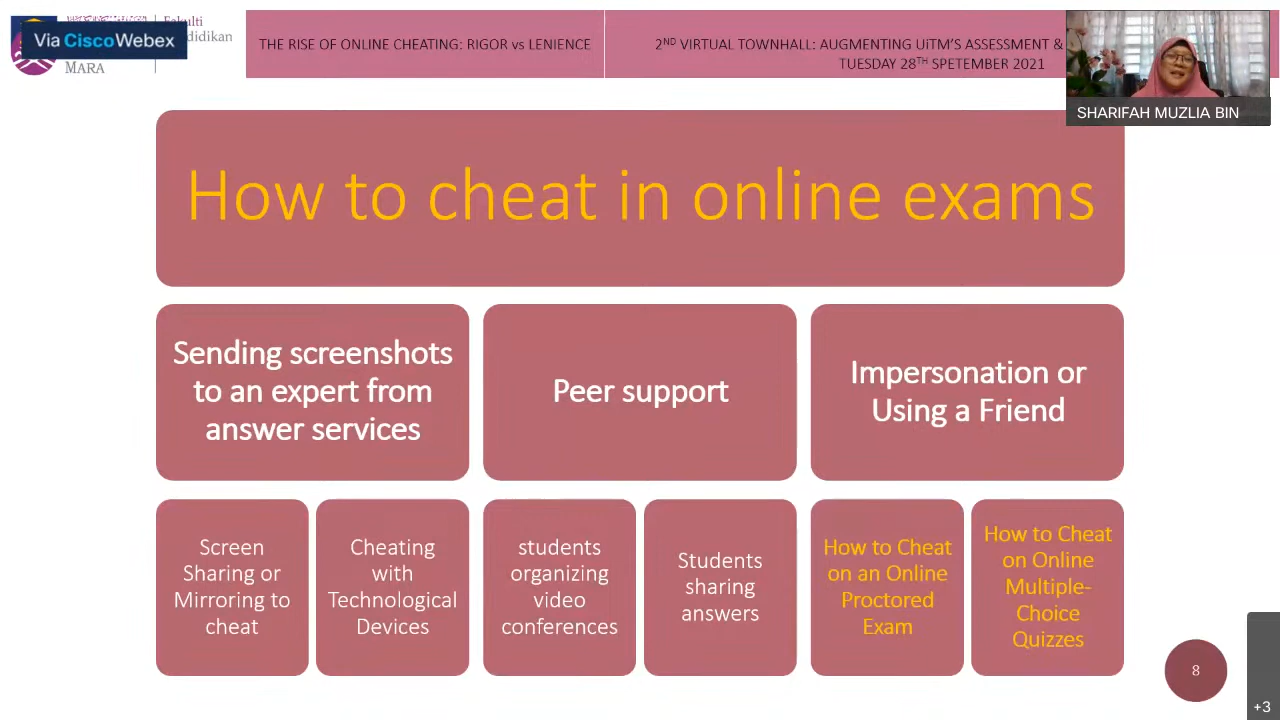 Fakulti
Via CiscoWebex
didikan
MARA
THE RISE OF ONLINE CHEATING: RIGOR vs LENIENCE
2ND VIRTUAL TOWNHALL: AUGMENTING UiTM'S ASSESSMENT &
TUESDAY 28TH SPETEMBER 2021
SHARIFAH MUZLIA BIN
How to cheat in online exams
Sending screenshots
to an expert from
answer services
Peer support
Impersonation or
Using a Friend
Screen
Sharing or
Mirroring to
cheat
Cheating
with
Technological
Devices
students
organizing
video
conferences
Students
sharing
answers
How to Cheat
on an Online
Proctored
Exam
How to Cheat
on Online
Multiple-
Choice
Quizzes
8
+3